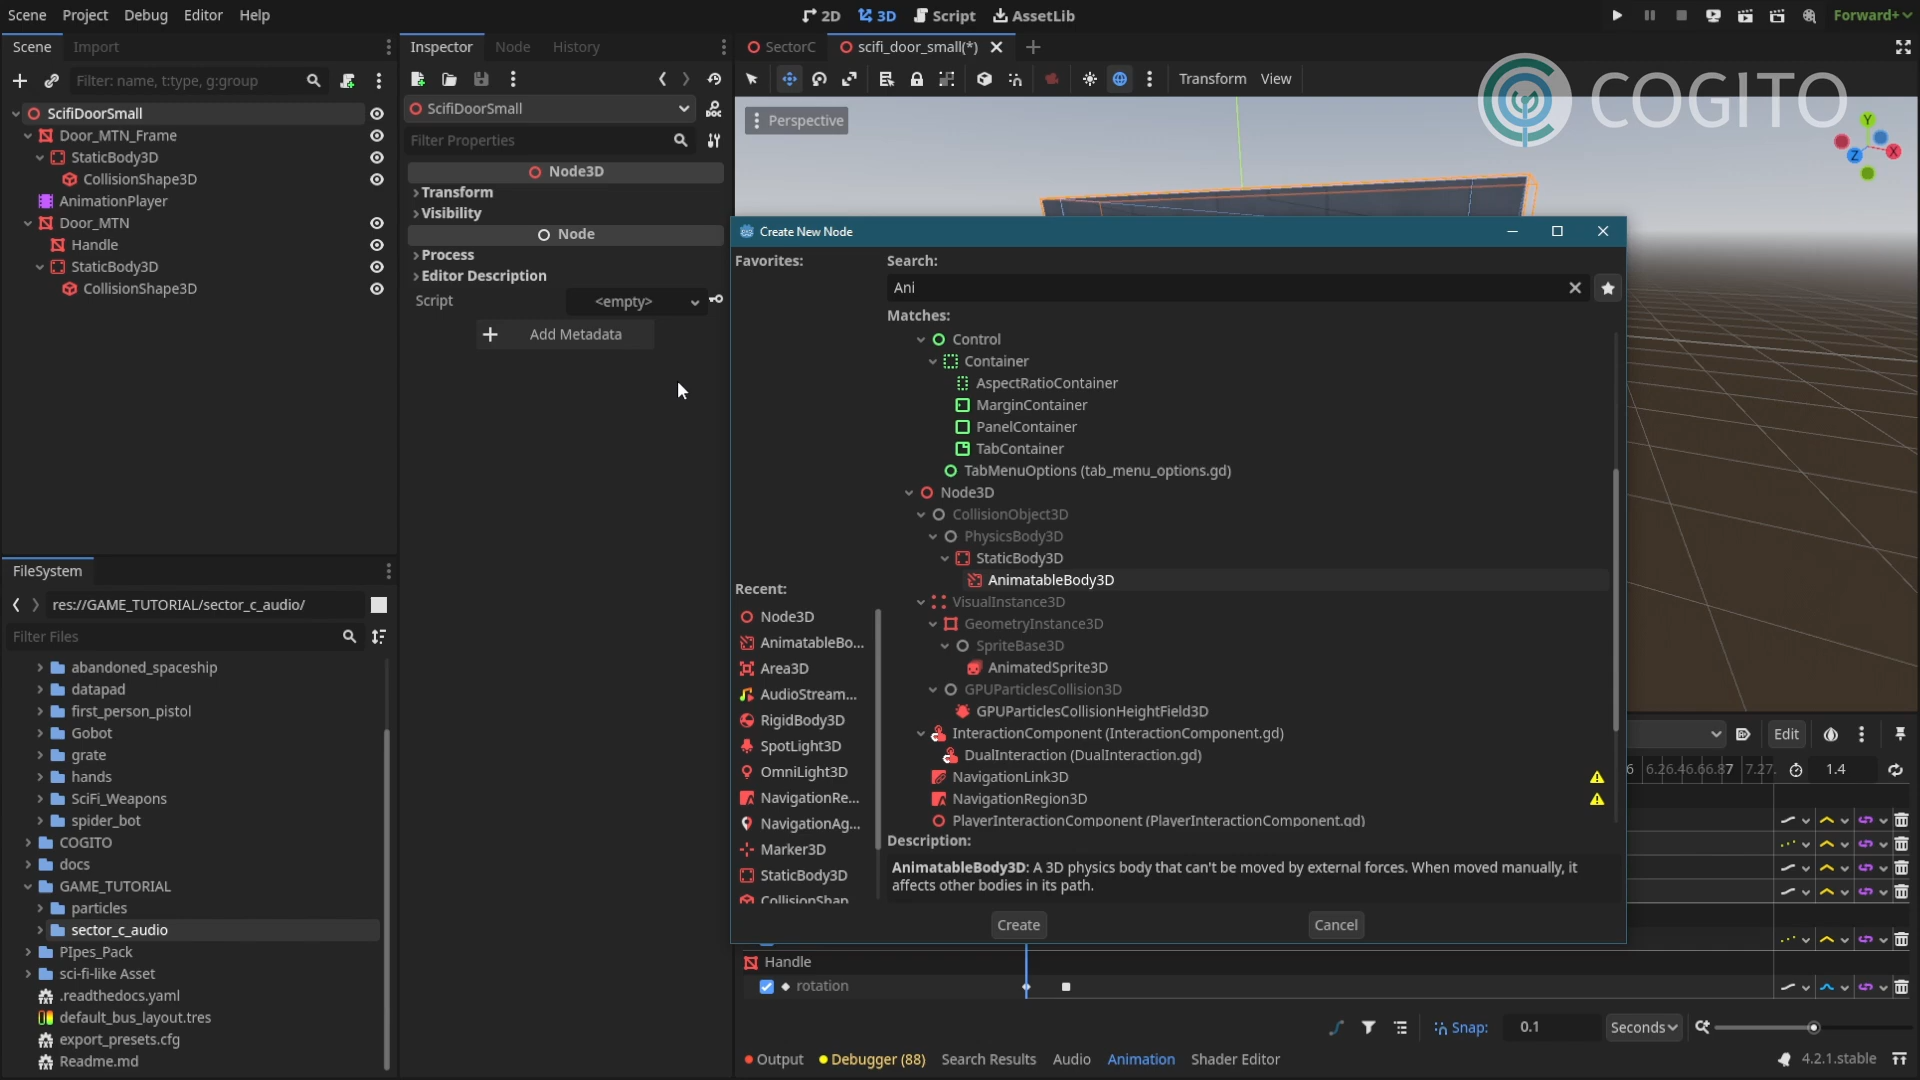 Scene Project Debug Editor Help
2D 3D Script AssetLib
Forward+
Scene Import
Inspector Node History
SectorC scifi_door_small(*)
Filter: name, t:type, g:group
Transform View
COGITO
ScifiDoorSmall
Door_MTN_Frame
StaticBody3D
CollisionShape3D
AnimationPlayer
Door_MTN
Handle
StaticBody3D
CollisionShape3D
ScifiDoorSmall
Filter Properties
Node3D
Transform
Visibility
Node
Process
Editor Description
Script <empty>
Add Metadata
Perspective
Y
Z
X
Create New Node
Favorites:
Search:
Ani
Matches:
Control
Container
AspectRatioContainer
MarginContainer
PanelContainer
TabContainer
TabMenuOptions (tab_menu_options.gd)
Node3D
CollisionObject3D
PhysicsBody3D
StaticBody3D
AnimatableBody3D
VisualInstance3D
GeometryInstance3D
SpriteBase3D
AnimatedSprite3D
GPUParticlesCollision3D
GPUParticlesCollisionHeightField3D
InteractionComponent (InteractionComponent.gd)
DualInteraction (DualInteraction.gd)
NavigationLink3D
NavigationRegion3D
PlayerInteractionComponent (PlayerInteractionComponent.gd)
Recent:
Node3D
AnimatableBo...
Area3D
AudioStream...
RigidBody3D
SpotLight3D
OmniLight3D
NavigationRe...
NavigationAg...
Marker3D
StaticBody3D
CollisionShap
Description:
AnimatableBody3D: A 3D physics body that can't be moved by external forces. When moved manually, it
affects other bodies in its path.
Create Cancel
FileSystem
res://GAME_TUTORIAL/sector_c_audio/
Filter Files
abandoned_spaceship
datapad
first_person_pistol
Gobot
grate
hands
SciFi_Weapons
spider_bot
COGITO
docs
GAME_TUTORIAL
particles
sector_c_audio
PIpes_Pack
sci-fi-like Asset
.readthedocs.yaml
default_bus_layout.tres
export_presets.cfg
Readme.md
Edit
1.4
Handle
rotation
Snap: 0.1 Seconds
Output Debugger (88) Search Results Audio Animation Shader Editor
4.2.1.stable